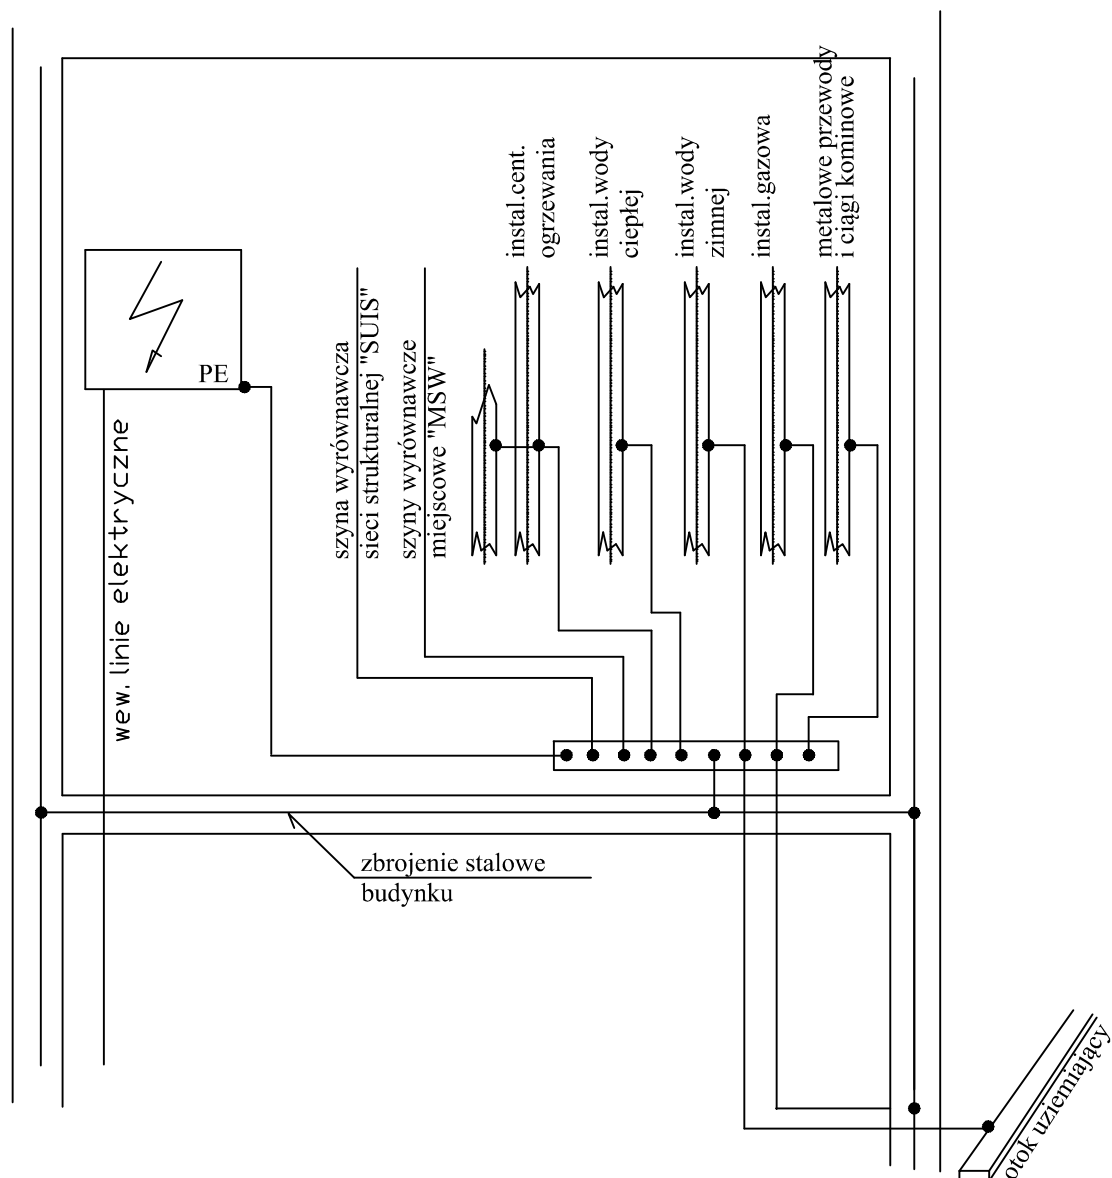 metalowe przewody
i ciągi kominowe
instal.gazowa
instal.wody
zimnej
instal.wody
ciepłej
instal.cent.
ogrzewania
szyny wyrównawcze
miejscowe "MSW"
szyna wyrównawcza
sieci strukturalnej "SUIS"
PE
wew. linie elektryczne
zbrojenie stalowe
budynku
otok uziemiający